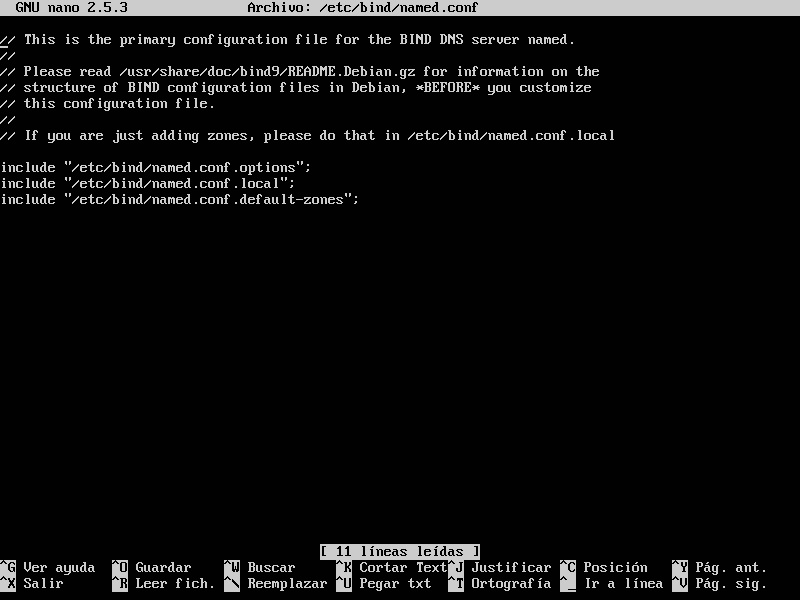 GNU nano 2.5.3 Archivo: /etc/bind/named.conf
// This is the primary configuration file for the BIND DNS server named.
//
// Please read /usr/share/doc/bind9/README.Debian.gz for information on the
// structure of BIND configuration files in Debian, *BEFORE* you customize
// this configuration file.
//
// If you are just adding zones, please do that in /etc/bind/named.conf.local
include "/etc/bind/named.conf.options";
include "/etc/bind/named.conf.local";
include "/etc/bind/named.conf.default-zones";
[ 11 líneas leídas ]
^G Ver ayuda ^O Guardar ^W Buscar ^K Cortar Text^J Justificar ^C Posición ^Y Pág. ant.
^X Salir ^R Leer fich. ^\ Reemplazar ^U Pegar txt ^T Ortografía ^_ Ir a línea ^V Pág. sig.